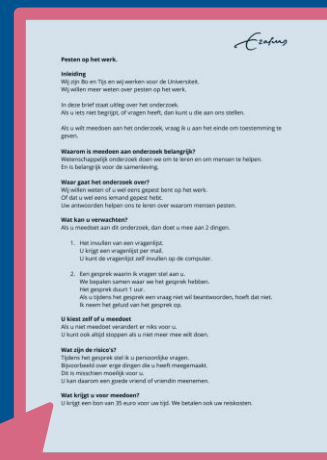 Erasmus
Pesten op het werk.
Inleiding
Wij zijn Bo en Tijs en wij werken voor de Universiteit.
Wij willen meer weten over pesten op het werk.
In deze brief staat uitleg over het onderzoek.
Als u iets niet begrijpt, of vragen heeft, dan kunt u die aan ons stellen.
Als u wilt meedoen aan het onderzoek, vraag ik u aan het einde om toestemming te
geven.
Waarom is meedoen aan onderzoek belangrijk?
Wetenschappelijk onderzoek doen we om te leren en om mensen te helpen.
En is belangrijk voor de samenleving.
Waar gaat het onderzoek over?
Wij willen weten of u wel eens gepest bent op het werk.
Of dat u wel eens iemand gepest hebt.
Uw antwoorden helpen ons te leren over waarom mensen pesten.
Wat kan u verwachten?
Als u meedoet aan dit onderzoek, dan doet u mee aan 2 dingen.
1. Het invullen van een vragenlijst.
U krijgt een vragenlijst per mail.
U kunt de vragenlijst zelf invullen op de computer.
2. Een gesprek waarin ik vragen stel aan u.
We bepalen samen waar we het gesprek hebben.
Het gesprek duurt 1 uur.
Als u tijdens het gesprek een vraag niet wil beantwoorden, hoeft dat niet.
Ik neem het geluid van het gesprek op.
U kiest zelf of u meedoet
Als u niet meedoet verandert er niks voor u.
U kunt ook altijd stoppen als u niet meer mee wilt doen.
Wat zijn de risico's?
Tijdens het gesprek stel ik u persoonlijke vragen.
Bijvoorbeeld over erge dingen die u heeft meegemaakt.
Dit is misschien moeilijk voor u.
U kan daarom een goede vriend of vriendin meenemen.
Wat krijgt u voor meedoen?
U krijgt een bon van 35 euro voor uw tijd. We betalen ook uw reiskosten.